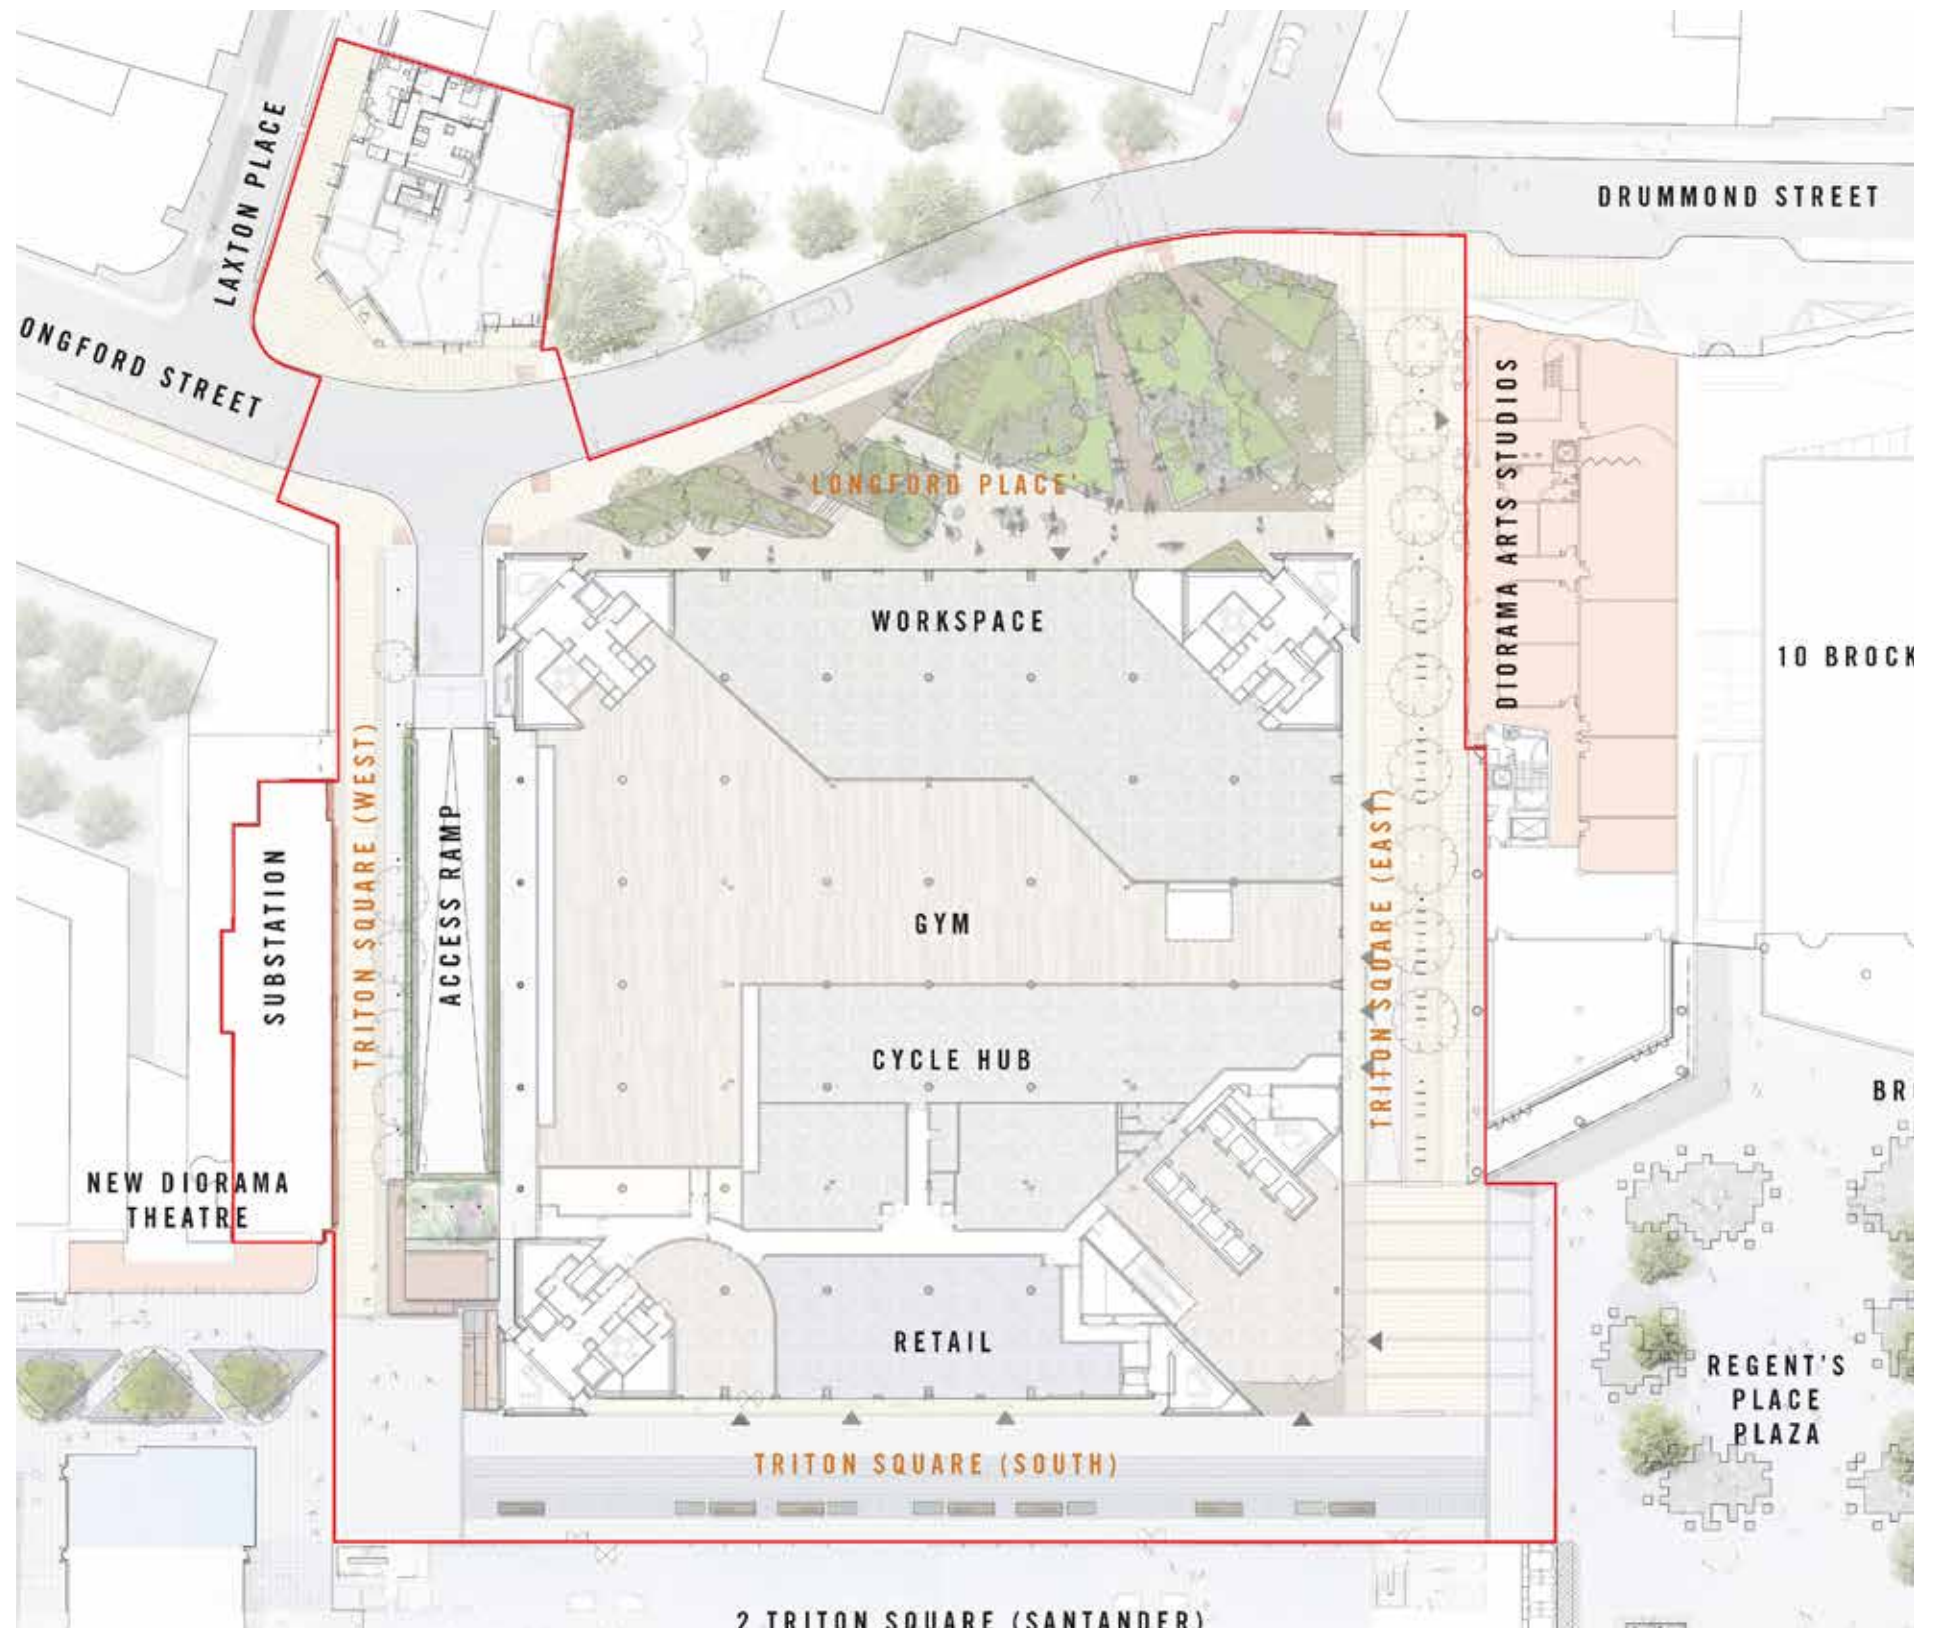 DRUMMOND STREET
LAXTON PLACE
ONGFORD STREET
LONGFORD PLACE'
DIORAMA ARTS STUDIOS
WORKSPACE
10 BROCK
TRITON SQUARE (WEST)
ACCESS RAMP
SUBSTATION
GYM
TRITON SQUARE (EAST)
CYCLE HUB
BR
NEW DIORAMA
THEATRE
RETAIL
REGENT'S
PLACE
PLAZA
TRITON SQUARE (SOUTH)
2 TRITON SQUARE (SANTANDER)